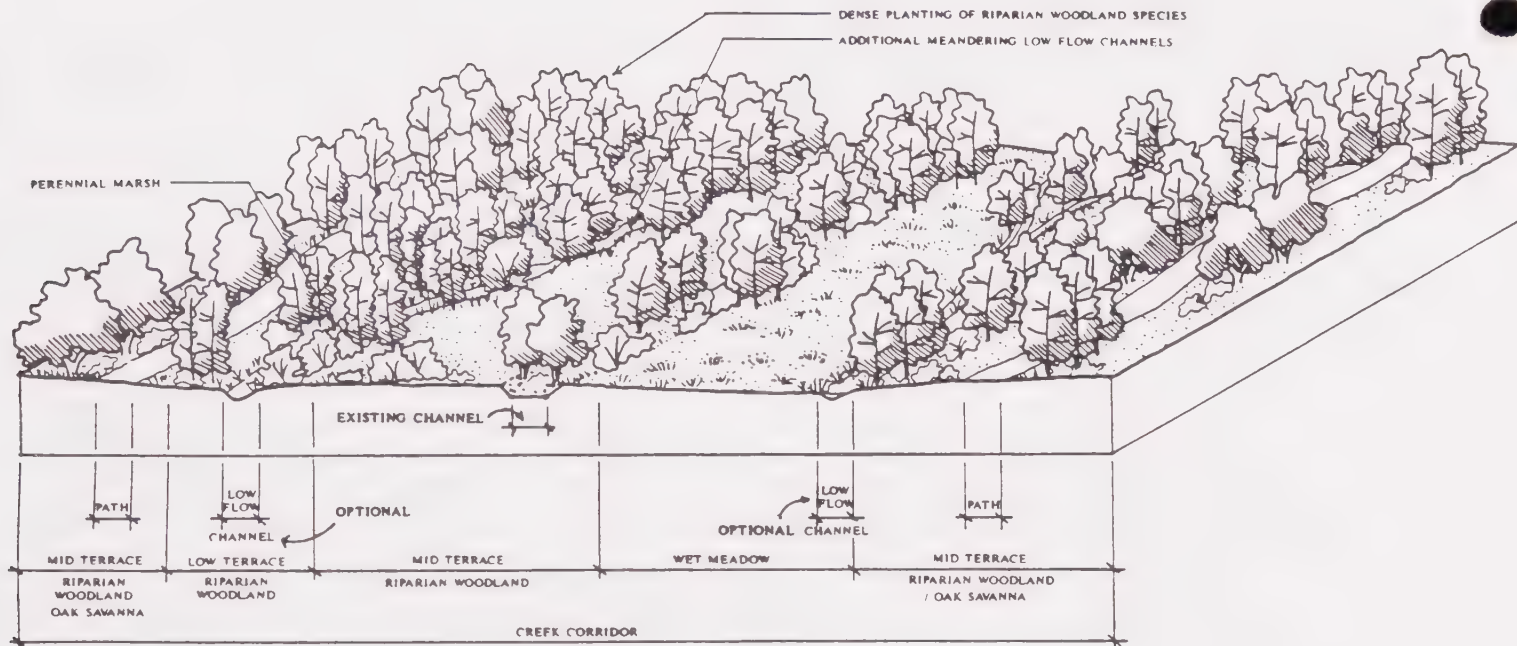 DENSE PLANTING OF RIPARIAN WOODLAND SPECIES
ADDITIONAL MEANDERING LOW FLOW CHANNELS
PERENNIAL MARSH
EXISTING CHANNEL
PATH
LOW
FLOW
CHANNEL
OPTIONAL
OPTIONAL CHANNEL
LOW
FLOW
PATH
MID TERRACE
LOW TERRACE
MID TERRACE
WET MEADOW
MID TERRACE
RIPARIAN
WOODLAND
OAK SAVANNA
RIPARIAN
WOODLAND
RIPARIAN WOODLAND
RIPARIAN WOODLAND
/ OAK SAVANNA
CREEK CORRIDOR